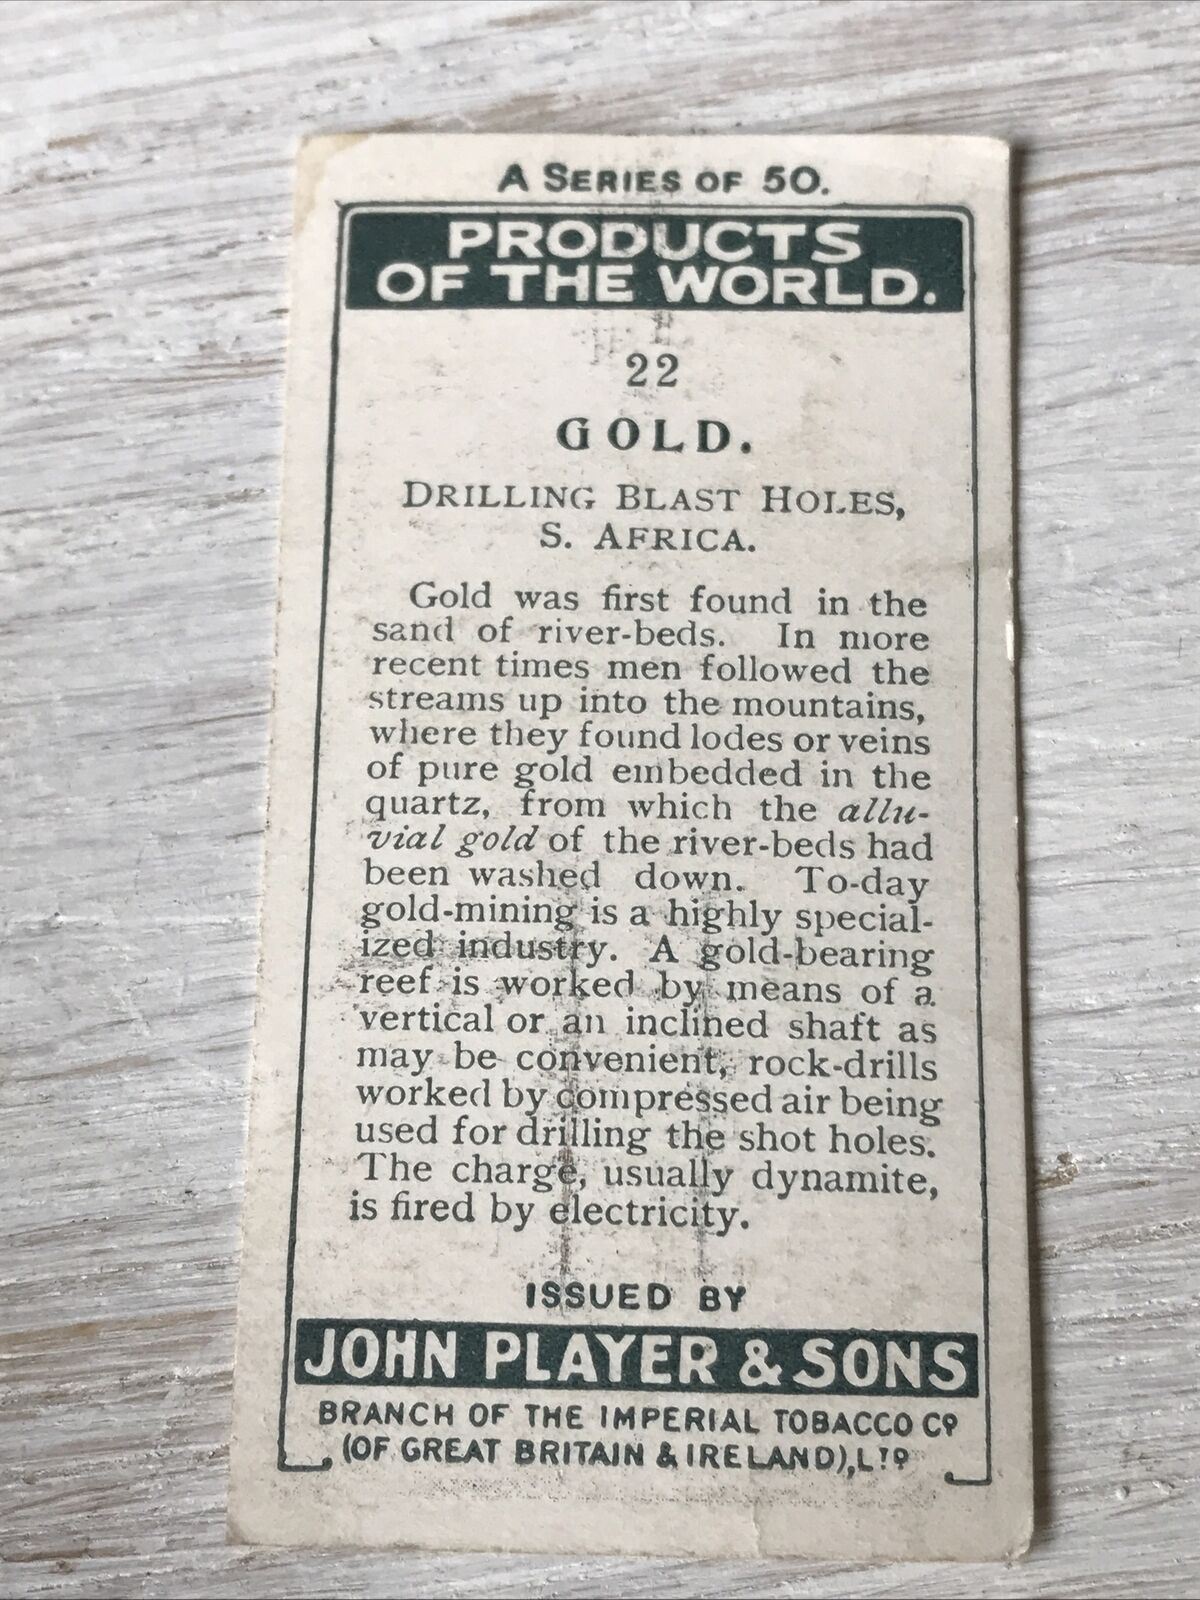 A SERIES OF 50.
PRODUCTS
OF THE WORLD.
22
GOLD.
DRILLING BLAST HOLES,
S. AFRICA.
Gold was first found in the
sand of river-beds. In more
recent times men followed the
streams up into the mountains,
where they found lodes or veins
of pure gold embedded in the
quartz, from which the allu-
vial gold of the river-beds had
been washed down. To-day
gold-mining is a highly special-
ized industry. A gold-bearing
reef is worked by means of a
vertical or an inclined shaft as
may be convenient, rock-drills
worked by compressed air being
used for drilling the shot holes.
The charge, usually dynamite,
is fired by electricity.
ISSUED BY
JOHN PLAYER & SONS
BRANCH OF THE IMPERIAL TOBACCO CO
(OF GREAT BRITAIN & IRELAND), LTD